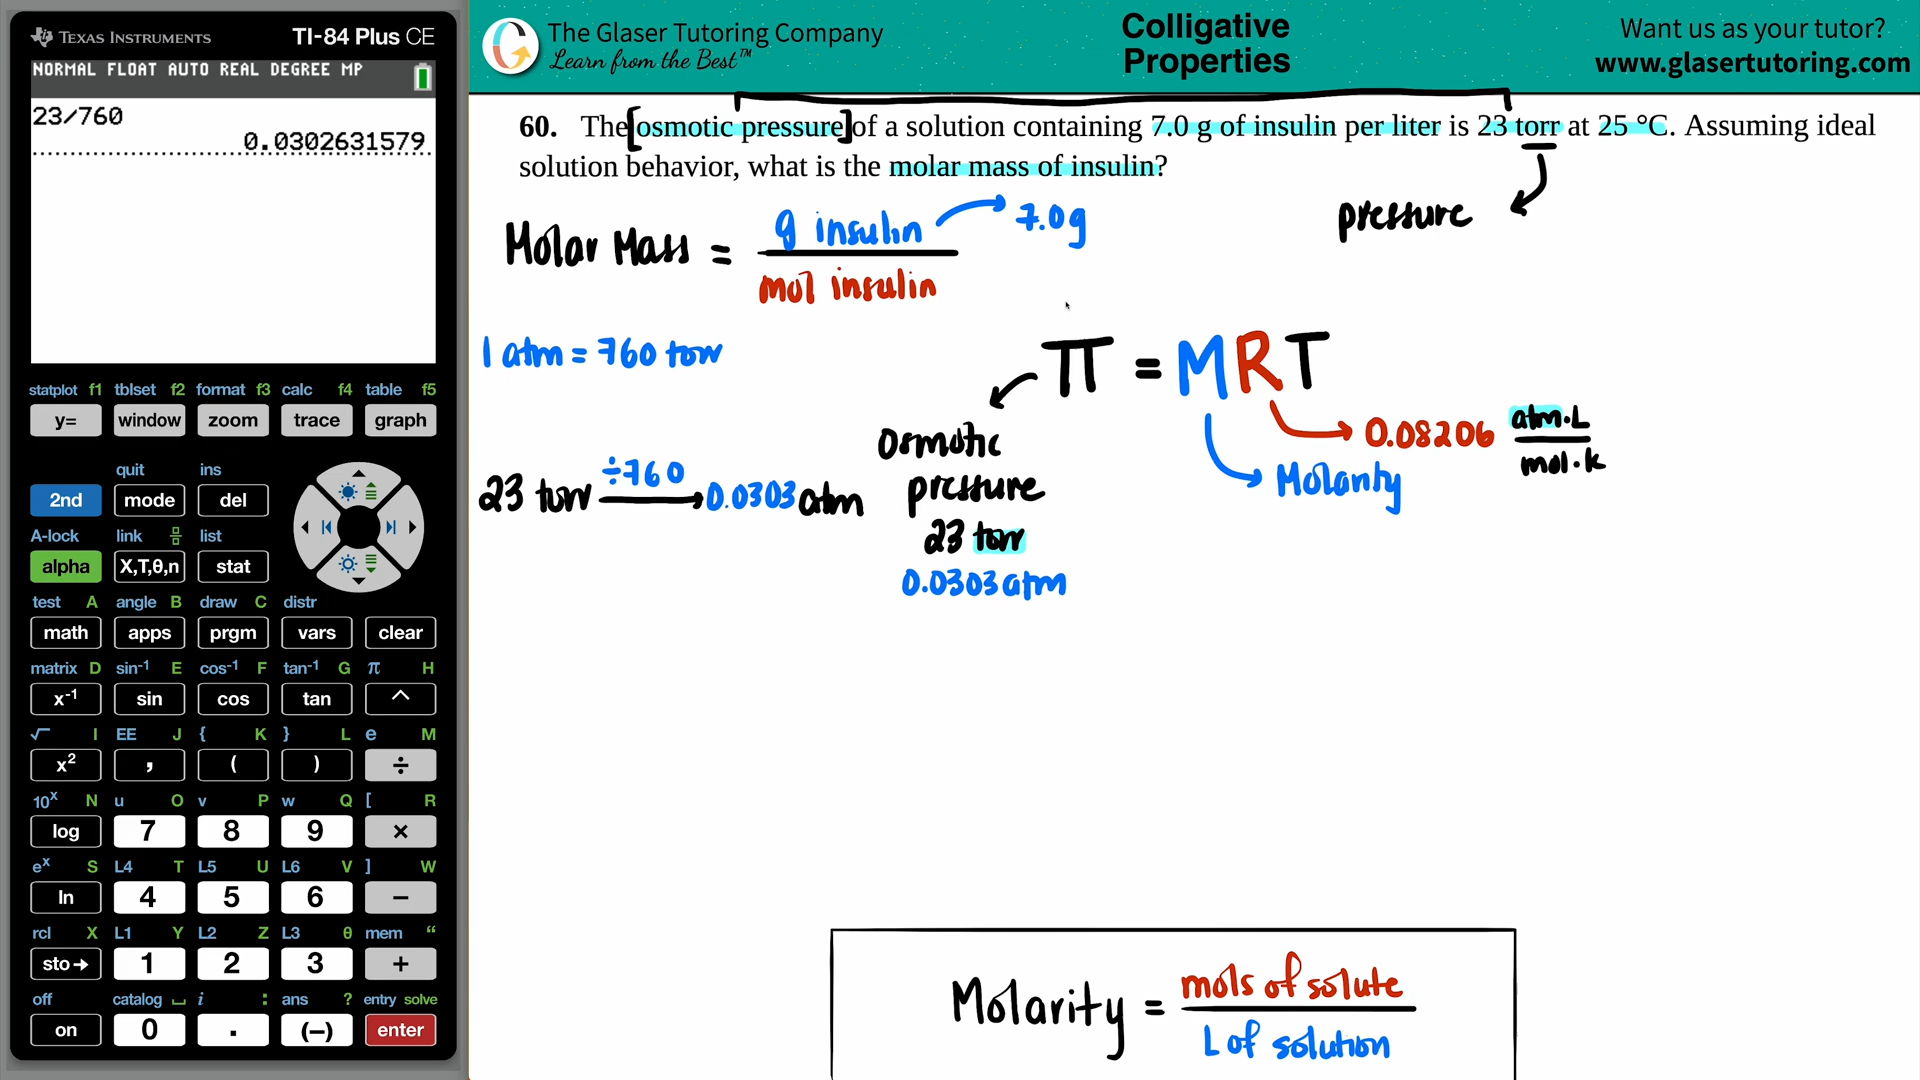 TEXAS INSTRUMENTS TI-84 Plus CE
NORMAL FLOAT AUTO REAL DEGREE MP
23/760
0.0302631579
statplot f1 tblset f2 format f3 calc f4 table f5
y= window zoom trace graph
quit ins
2nd mode del
A-lock link list
alpha X,T,θ,n stat
test A angle B draw C distr
math apps prgm vars clear
matrix D sin⁻¹ E cos⁻¹ F tan⁻¹ G π H
x⁻¹ sin cos tan ^
√ I EE J { K } L e M
x² , ( ) ÷
10ˣ N u O v P w Q [ R
log 7 8 9 ×
eˣ S L4 T L5 U L6 V ] W
ln 4 5 6 −
rcl X L1 Y L2 Z L3 θ mem “
sto→ 1 2 3 +
off catalog ⎵ i : ans ? entry solve
on 0 . (−) enter
The Glaser Tutoring Company
Learn from the Best™
Colligative
Properties
Want us as your tutor?
www.glasertutoring.com
60. The [osmotic pressure] of a solution containing 7.0 g of insulin per liter is 23 torr at 25 °C. Assuming ideal
solution behavior, what is the molar mass of insulin?
pressure
Molar Mass = g insulin / mol insulin
7.0g
1 atm = 760 torr
π = MRT
0.08206 atm·L / mol·K
Molarity
23 torr ÷760 → 0.0303 atm
Osmotic
pressure
23 torr
0.0303 atm
Molarity = mols of solute / L of solution